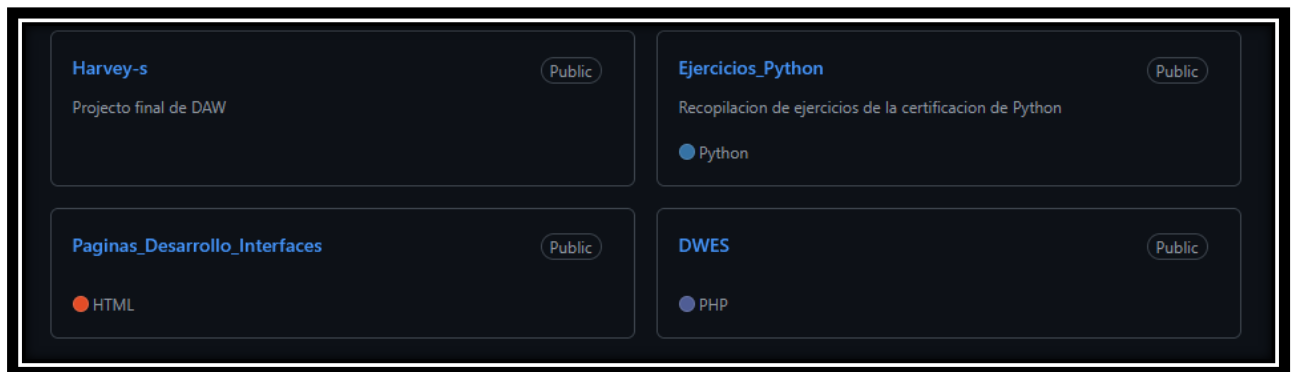 Harvey-s
Public
Projecto final de DAW
Ejercicios_Python
Public
Recopilacion de ejercicios de la certificacion de Python
Python
Paginas_Desarrollo_Interfaces
Public
HTML
DWES
Public
PHP